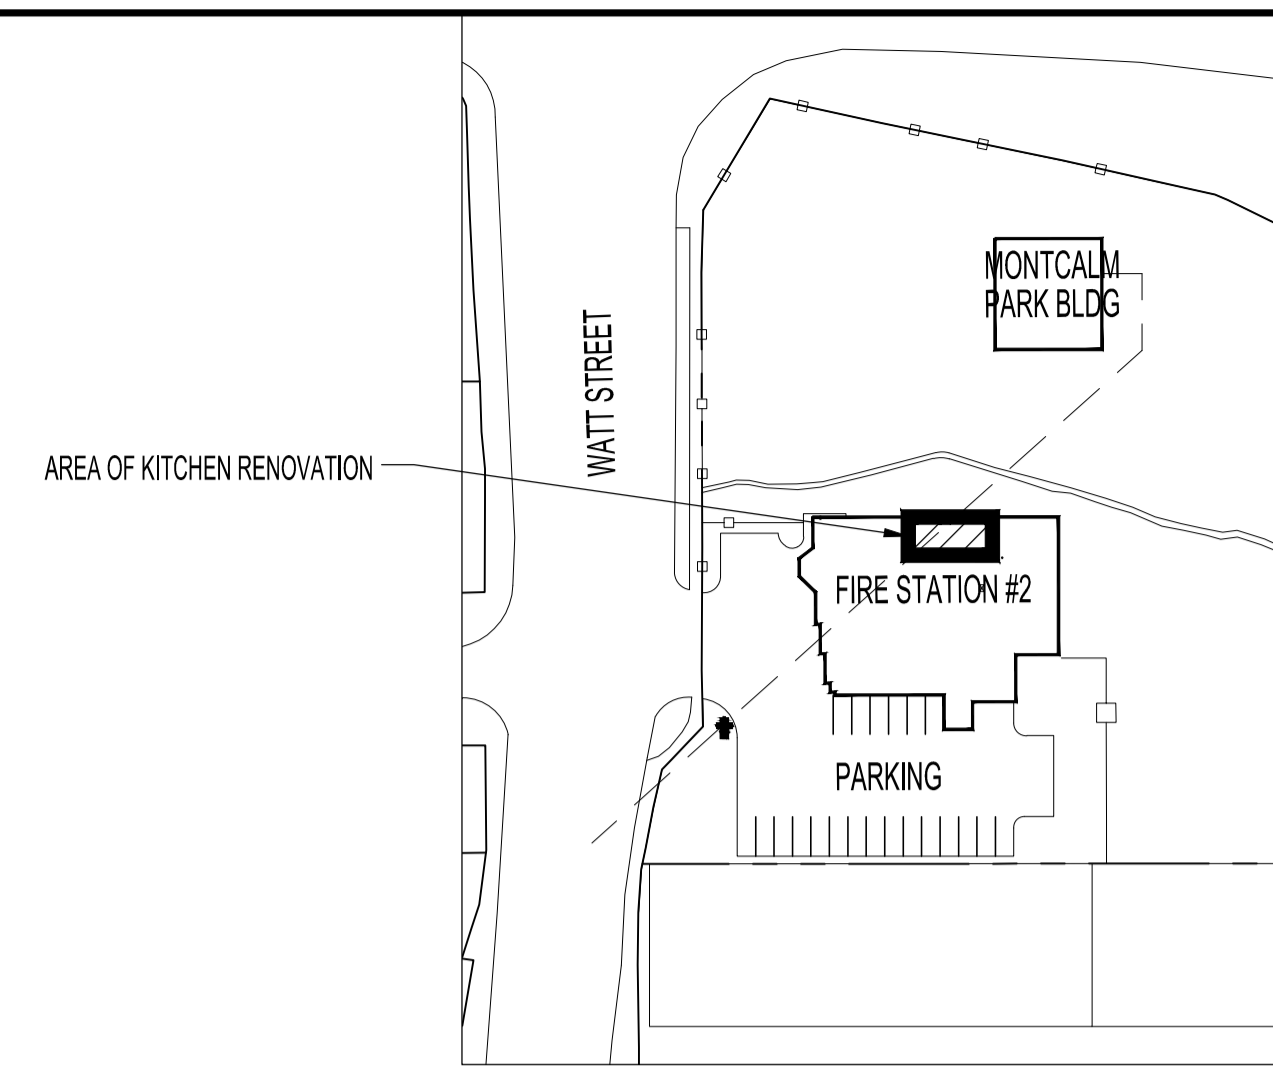 MONTCALM
PARK BLDG
WATT STREET
AREA OF KITCHEN RENOVATION
FIRE STATION #2
PARKING